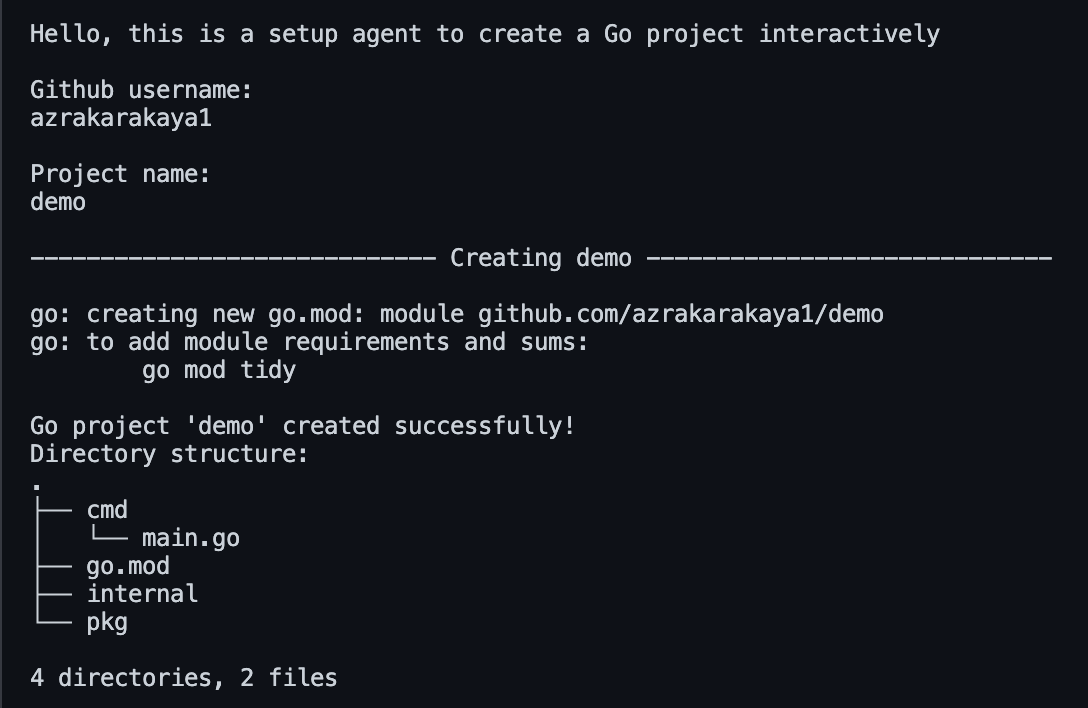 Hello, this is a setup agent to create a Go project interactively
Github username:
azrakarakaya1
Project name:
demo
───────────────────────────── Creating demo ─────────────────────────────
go: creating new go.mod: module github.com/azrakarakaya1/demo
go: to add module requirements and sums:
        go mod tidy
Go project 'demo' created successfully!
Directory structure:
.
├── cmd
│   └── main.go
├── go.mod
├── internal
└── pkg
4 directories, 2 files